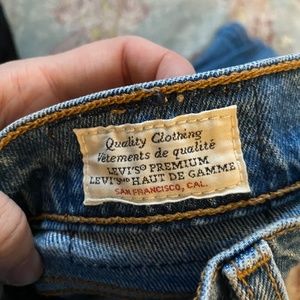 Quality Clothing
Vêtements de qualité
LEVI'S® PREMIUM
LEVI'S® HAUT DE GAMME
SAN FRANCISCO, CAL.